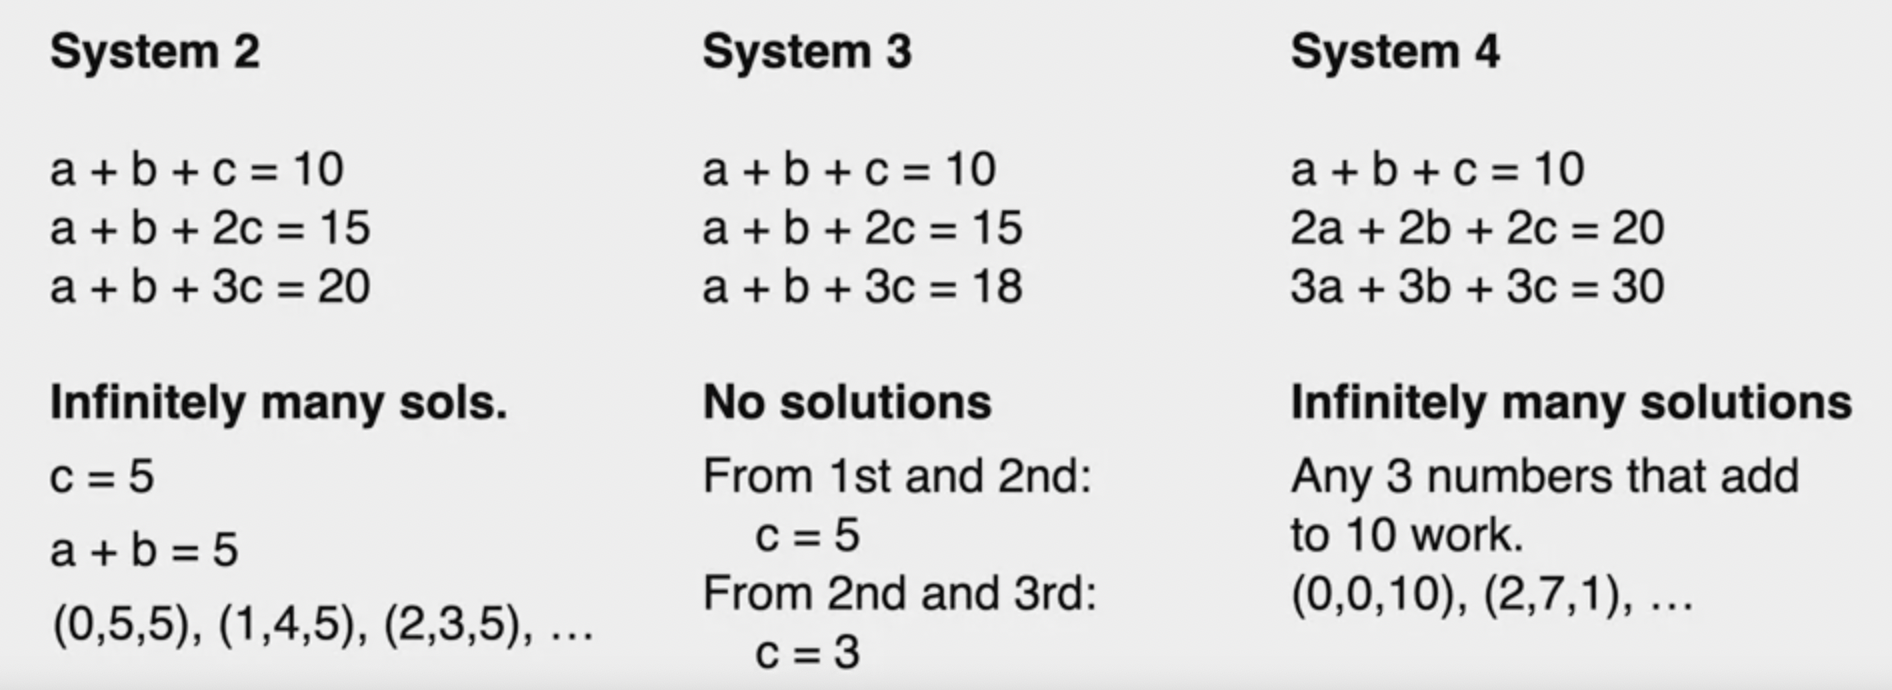 System 2
a + b + c = 10
a + b + 2c = 15
a + b + 3c = 20
Infinitely many sols.
c = 5
a + b = 5
(0,5,5), (1,4,5), (2,3,5), ...
System 3
a + b + c = 10
a + b + 2c = 15
a + b + 3c = 18
No solutions
From 1st and 2nd:
c = 5
From 2nd and 3rd:
c = 3
System 4
a + b + c = 10
2a + 2b + 2c = 20
3a + 3b + 3c = 30
Infinitely many solutions
Any 3 numbers that add
to 10 work.
(0,0,10), (2,7,1), ...